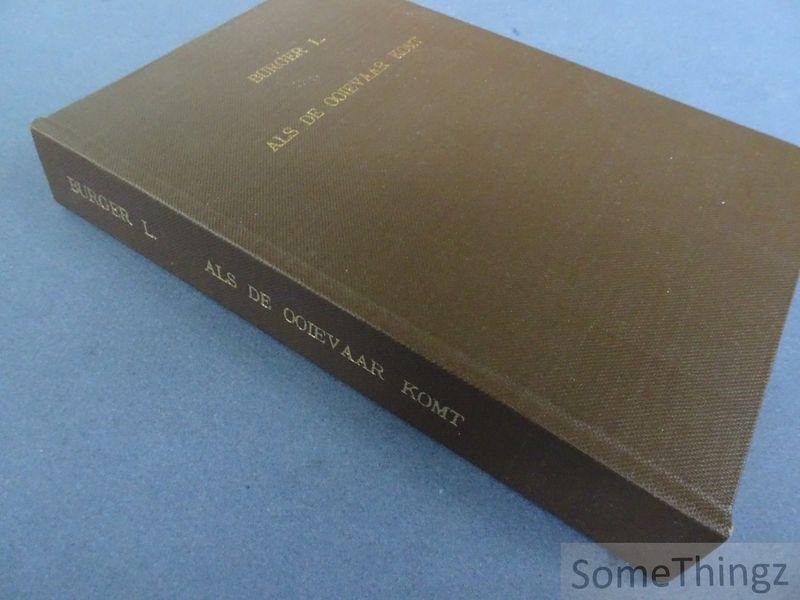 BURGER L.
ALS DE OOIEVAAR KOMT
BURGER L. ALS DE OOIEVAAR KOMT
SomeThingz